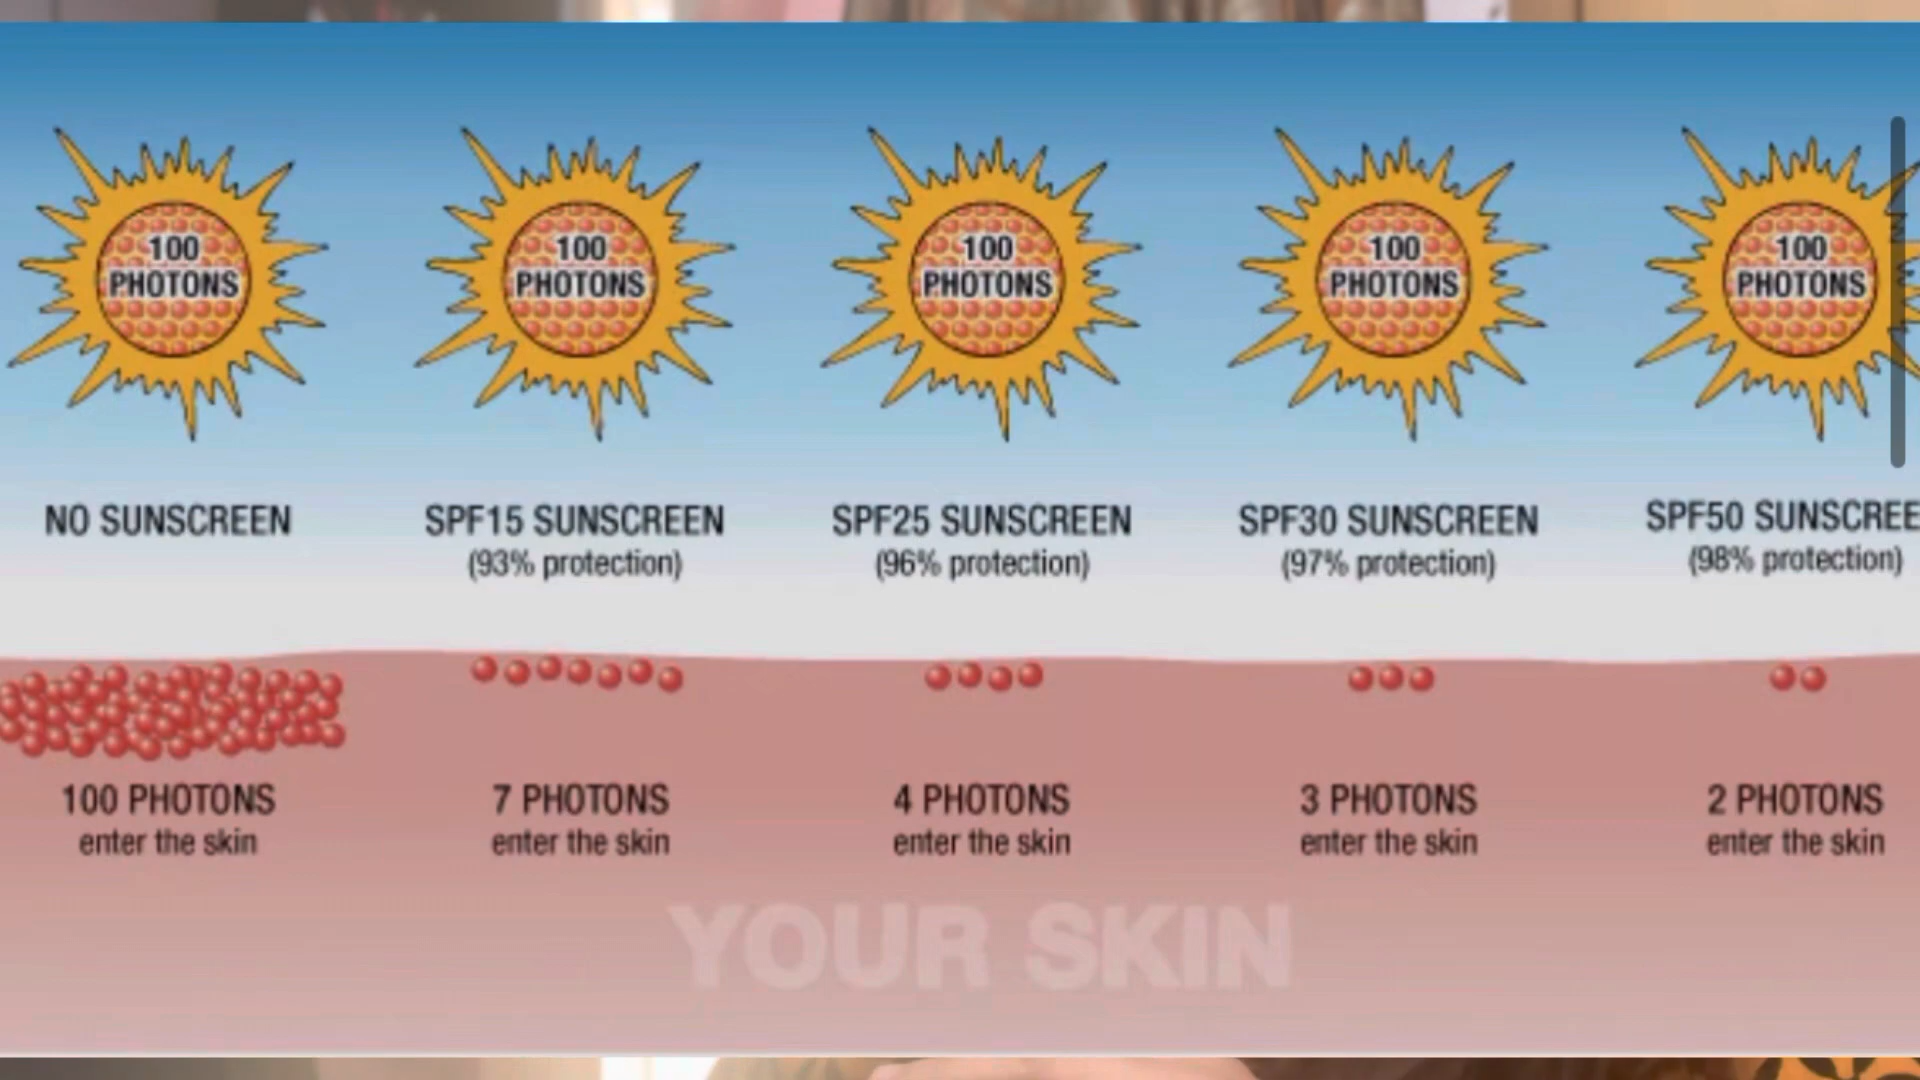 100
PHOTONS
100
PHOTONS
100
PHOTONS
100
PHOTONS
100
PHOTONS
NO SUNSCREEN
SPF15 SUNSCREEN
(93% protection)
SPF25 SUNSCREEN
(96% protection)
SPF30 SUNSCREEN
(97% protection)
SPF50 SUNSCREE
(98% protection)
100 PHOTONS
enter the skin
7 PHOTONS
enter the skin
4 PHOTONS
enter the skin
3 PHOTONS
enter the skin
2 PHOTONS
enter the skin
YOUR SKIN